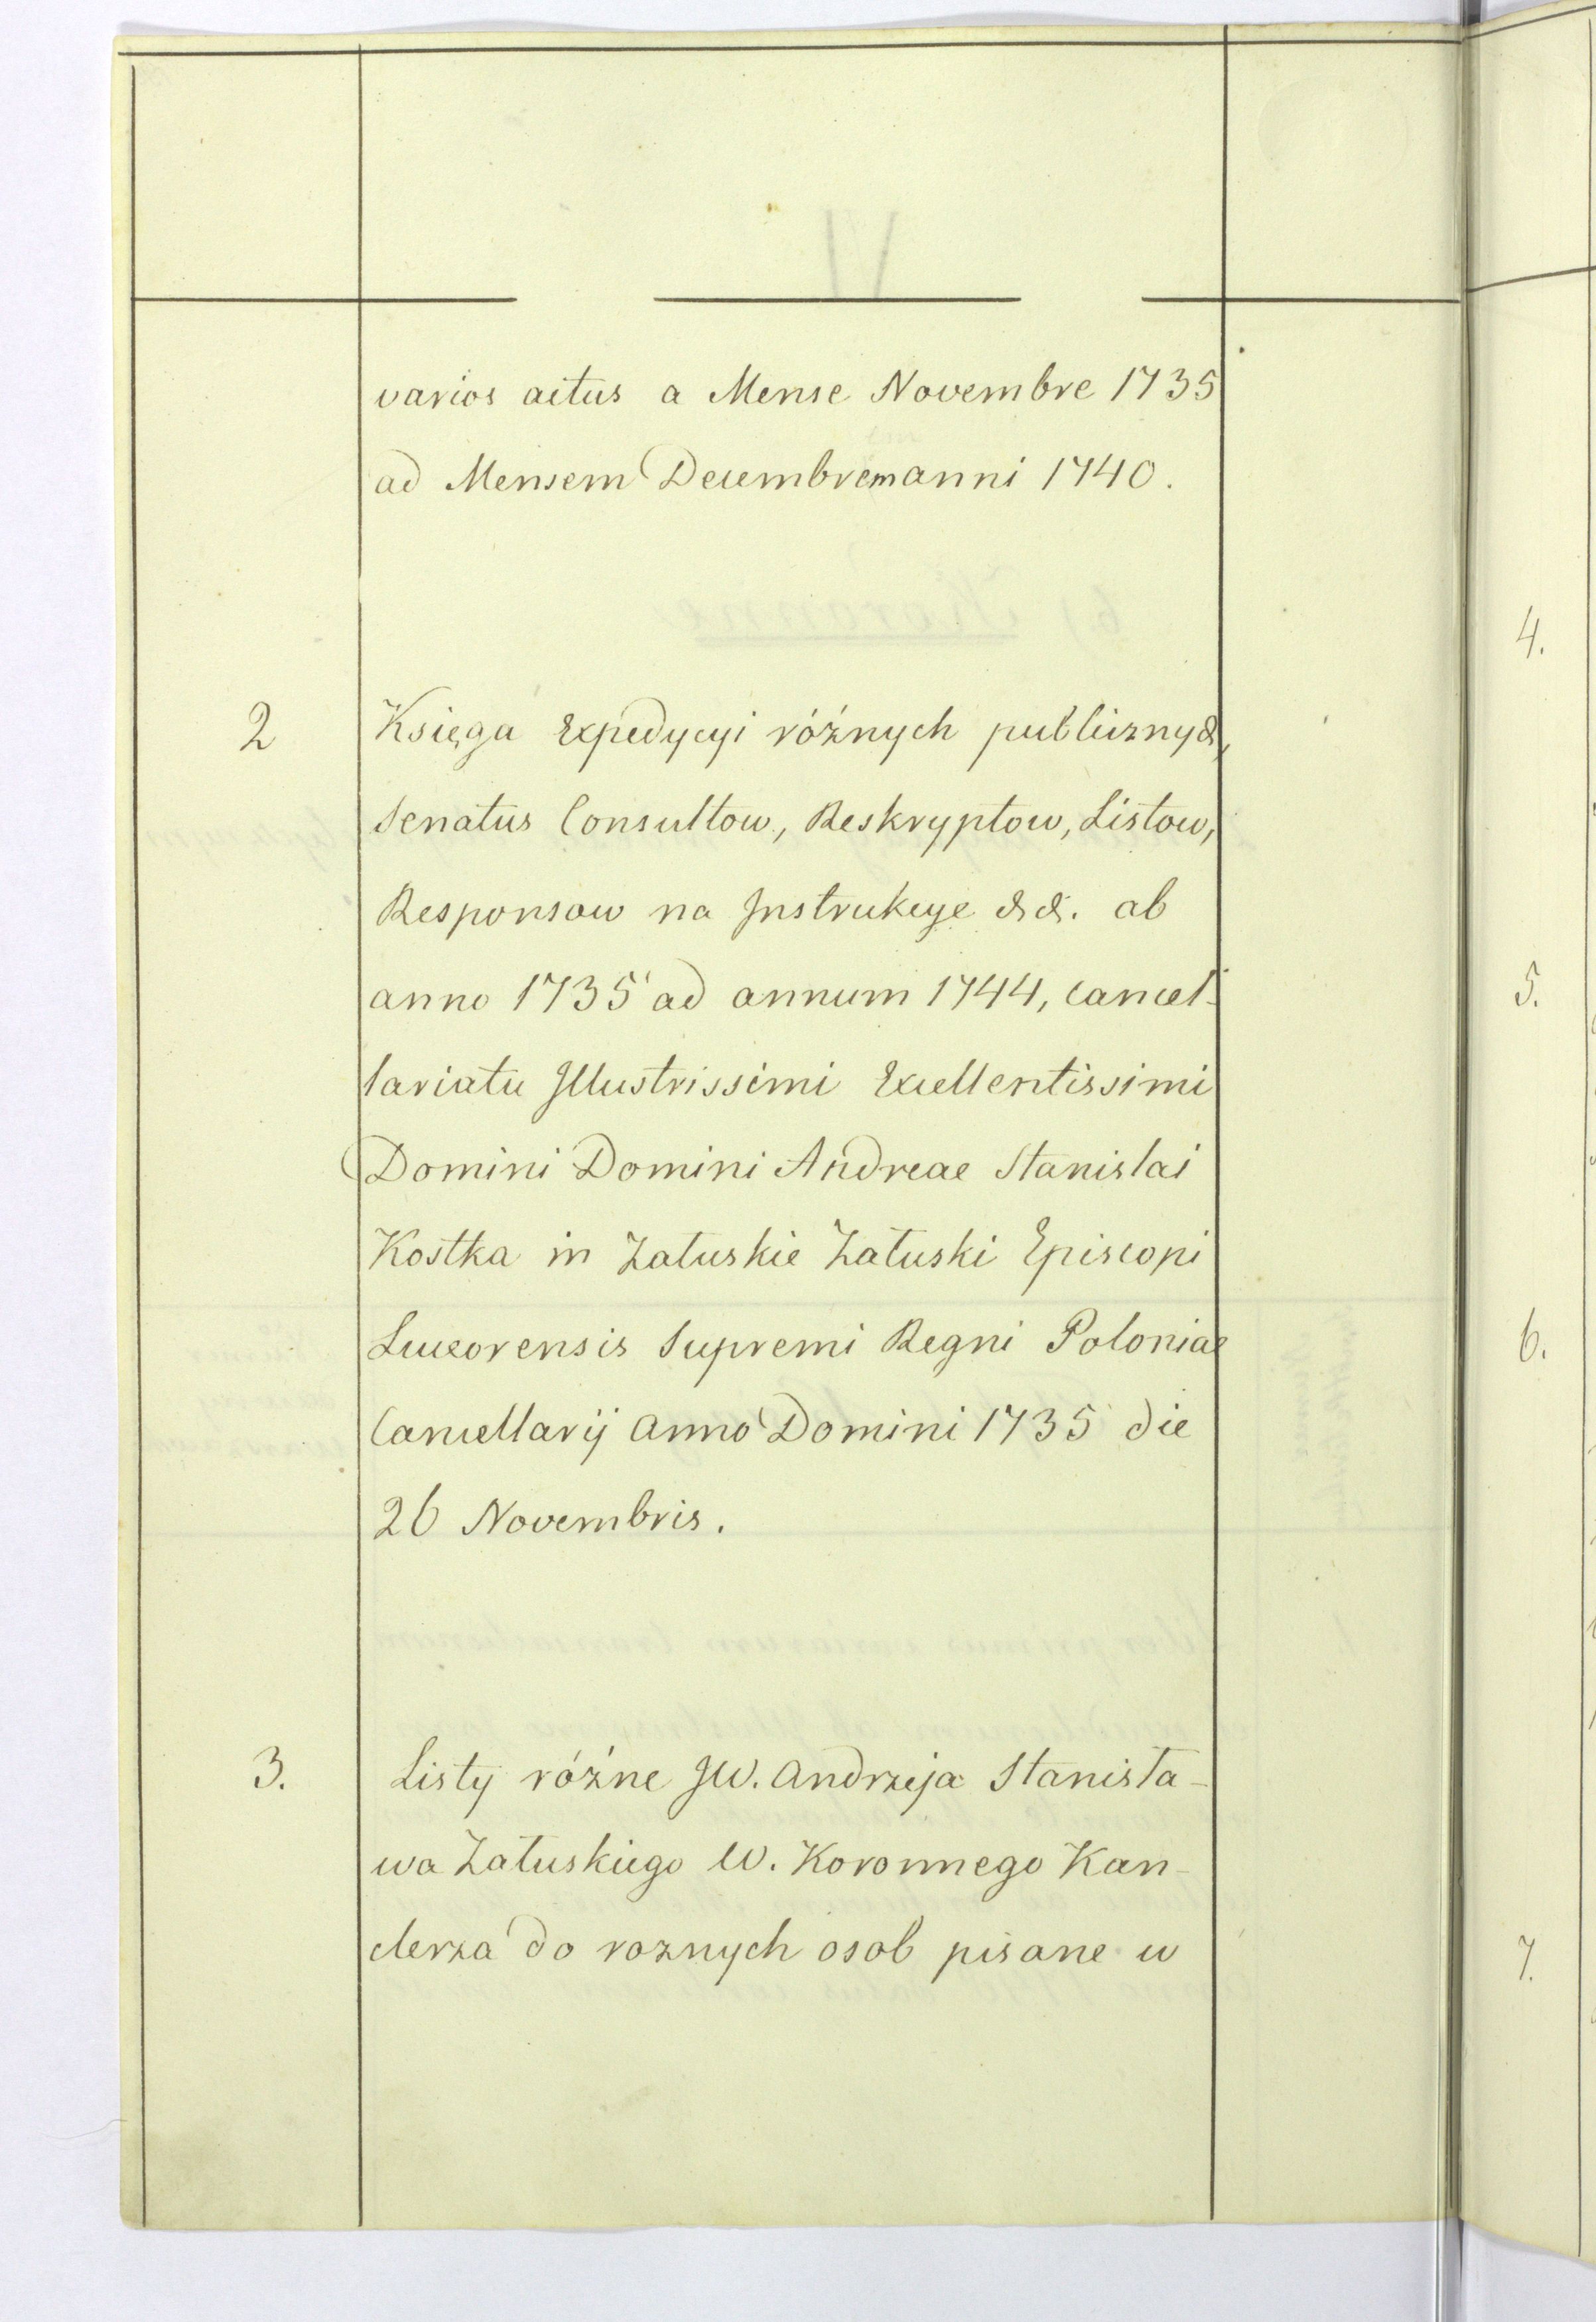 varios actus a Mense Novembre 1735
ad Mensem Decembrem anni 1740.
2 Księga Expedycyi różnych publicznych,
Senatus Consultow, Reskryptow, Listow,
Responsow na Instrukcye &&. ab
anno 1735 ad annum 1744, cancel-
lariatu Illustrissimi Excellentissimi
Domini Domini Andreae Stanislai
Kostka in Załuskie Załuski Episcopi
Luceorensis Supremi Regni Poloniae
Cancellarij Anno Domini 1735 die
26 Novembris.
3. Listy różne JW. Andrzeja Stanisła-
wa Załuskiego W. Koronnego Kan-
clerza do roznych osob pisane w
4.
5.
6.
7.